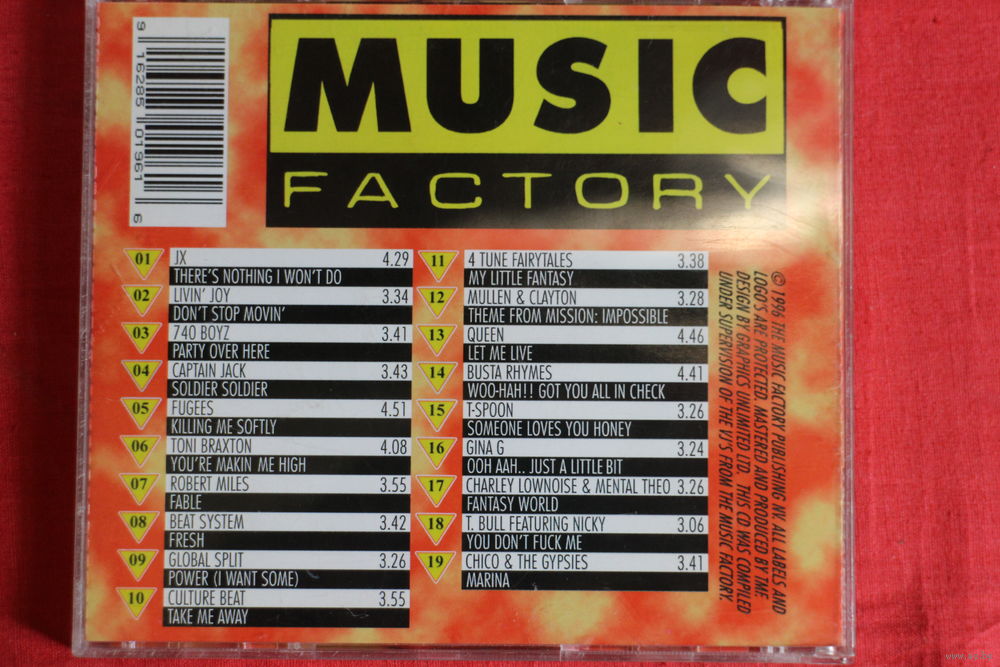 MUSIC
FACTORY
9 16285 01961 6
01 JX 4.29
THERE'S NOTHING I WON'T DO
02 LIVIN' JOY 3.34
DON'T STOP MOVIN'
03 740 BOYZ 3.41
PARTY OVER HERE
04 CAPTAIN JACK 3.43
SOLDIER SOLDIER
05 FUGEES 4.51
KILLING ME SOFTLY
06 TONI BRAXTON 4.08
YOU'RE MAKIN ME HIGH
07 ROBERT MILES 3.55
FABLE
08 BEAT SYSTEM 3.42
FRESH
09 GLOBAL SPLIT 3.26
POWER (I WANT SOME)
10 CULTURE BEAT 3.55
TAKE ME AWAY
11 4 TUNE FAIRYTALES 3.38
MY LITTLE FANTASY
12 MULLEN & CLAYTON 3.28
THEME FROM MISSION: IMPOSSIBLE
13 QUEEN 4.46
LET ME LIVE
14 BUSTA RHYMES 4.41
WOO-HAH!! GOT YOU ALL IN CHECK
15 T-SPOON 3.26
SOMEONE LOVES YOU HONEY
16 GINA G 3.24
OOH AAH.. JUST A LITTLE BIT
17 CHARLEY LOWNOISE & MENTAL THEO 3.26
FANTASY WORLD
18 T. BULL FEATURING NICKY 3.06
YOU DON'T FUCK ME
19 CHICO & THE GYPSIES 3.41
MARINA
© 1996 THE MUSIC FACTORY PUBLISHING NV. ALL LABELS AND
LOGO'S ARE PROTECTED. MASTERED AND PRODUCED BY TMF.
DESIGN BY GRAPHICS UNLIMITED LTD. THIS CD WAS COMPILED
UNDER SUPERVISION OF THE VJ'S FROM THE MUSIC FACTORY.